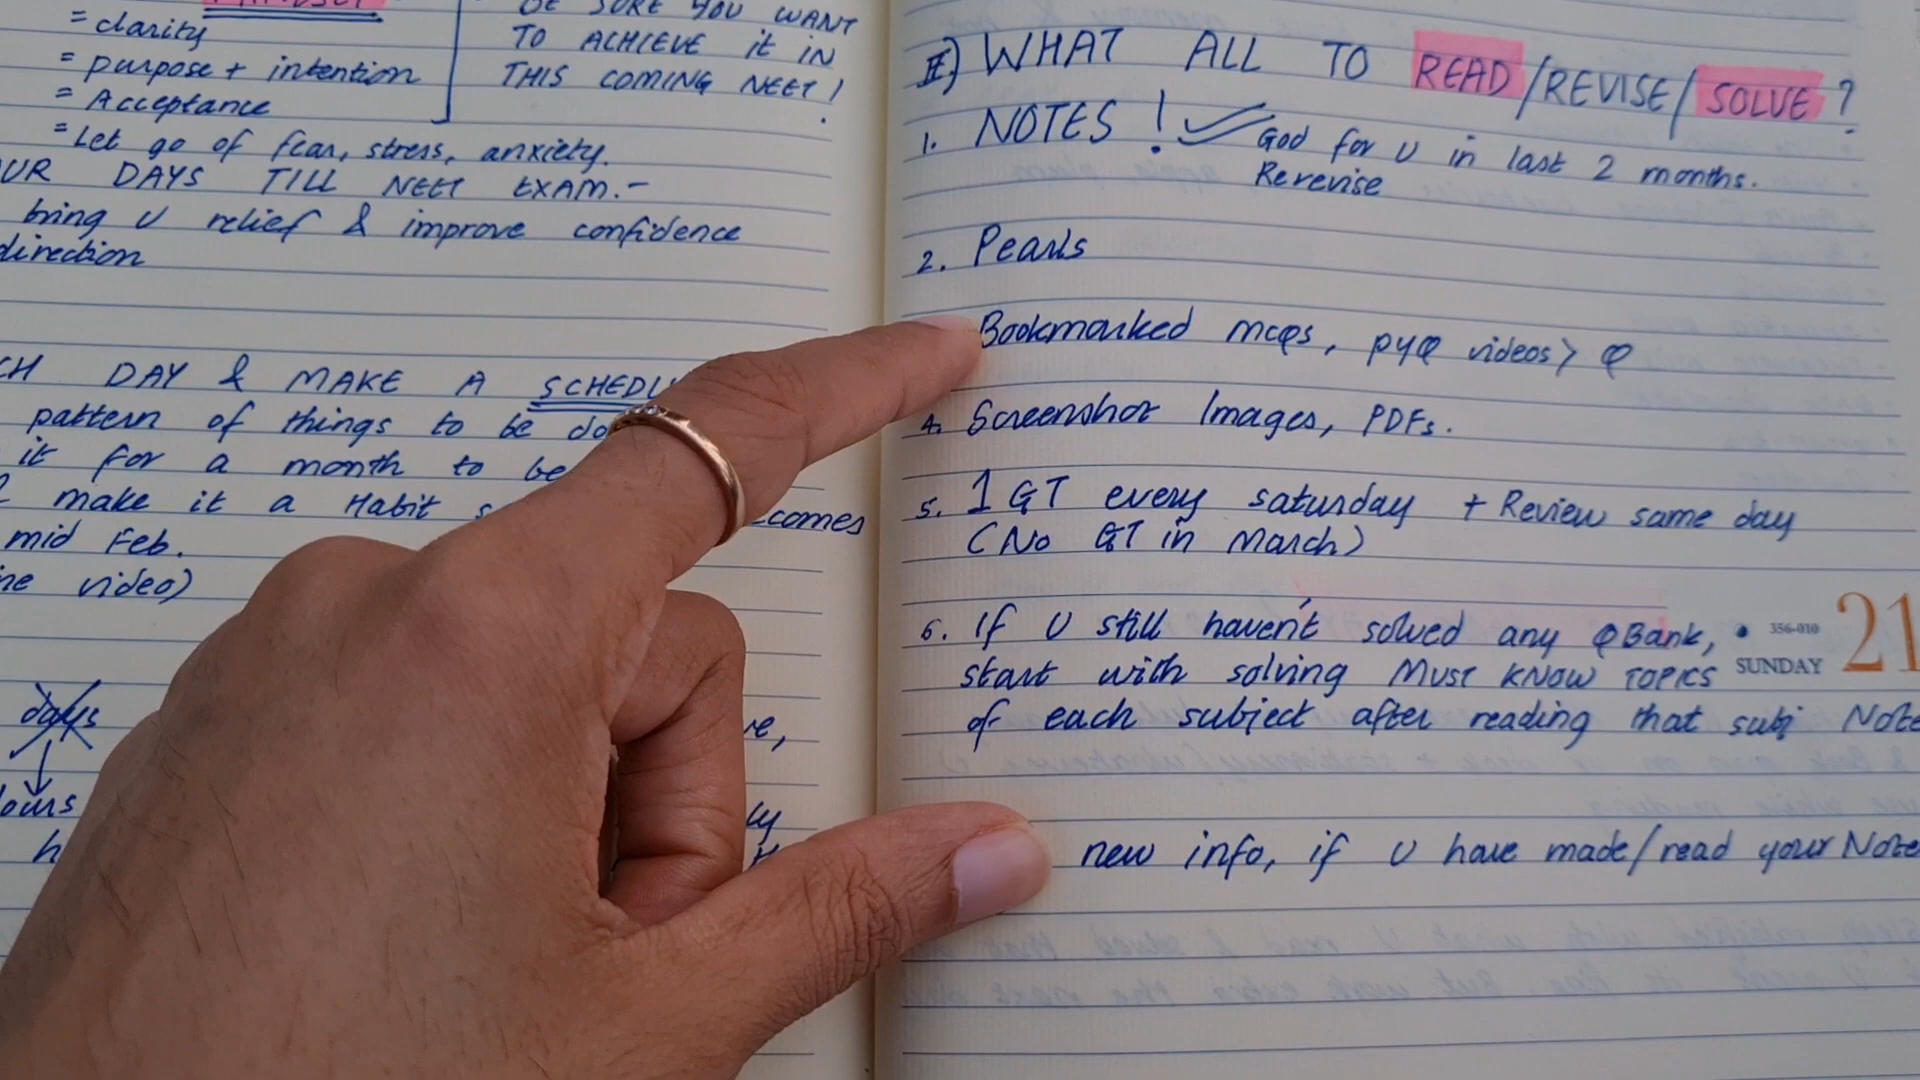 = clarity
= purpose + intention
= Acceptance
= Let go of fear, stress, anxiety.
BE SURE YOU WANT
TO ACHIEVE it IN
THIS COMING NEET!
UR DAYS TILL NEET EXAM.-
bring U relief & improve confidence
direction
DAY & MAKE A
pattern of things to be
it for a month to be
make it a Habit
comes
mid Feb.
video)
days
h
II) WHAT ALL TO READ/REVISE/SOLVE?
1. NOTES! God for U in last 2 months.
Rerevise
2. Pearls
Bookmarked mcqs, pyQ videos> Q
4. Screenshot Images, PDFs.
5. 1 GT every saturday + Review same day
(No GT in March)
6. If U still haven't solved any QBank,
start with solving MUST KNOW TOPICS
of each subject after reading that subj Note
new info, if U have made/read your Note
356-010
SUNDAY 21